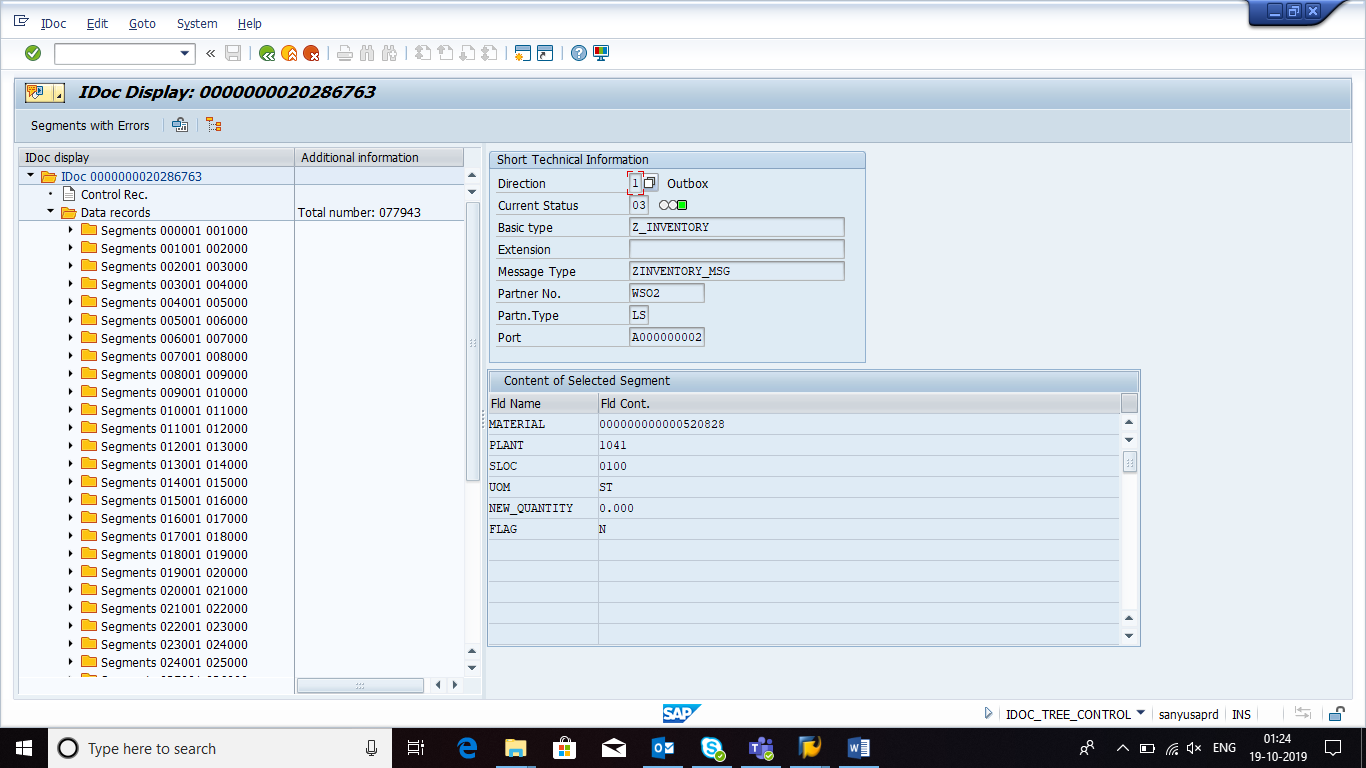 IDoc Edit Goto System Help
IDoc Display: 0000000020286763
Segments with Errors
IDoc display Additional information
IDoc 0000000020286763
Control Rec.
Data records Total number: 077943
Segments 000001 001000
Segments 001001 002000
Segments 002001 003000
Segments 003001 004000
Segments 004001 005000
Segments 005001 006000
Segments 006001 007000
Segments 007001 008000
Segments 008001 009000
Segments 009001 010000
Segments 010001 011000
Segments 011001 012000
Segments 012001 013000
Segments 013001 014000
Segments 014001 015000
Segments 015001 016000
Segments 016001 017000
Segments 017001 018000
Segments 018001 019000
Segments 019001 020000
Segments 020001 021000
Segments 021001 022000
Segments 022001 023000
Segments 023001 024000
Segments 024001 025000
Short Technical Information
Direction 1 Outbox
Current Status 03
Basic type Z_INVENTORY
Extension
Message Type ZINVENTORY_MSG
Partner No. WSO2
Partn.Type LS
Port A000000002
Content of Selected Segment
Fld Name Fld Cont.
MATERIAL 000000000000520828
PLANT 1041
SLOC 0100
UOM ST
NEW_QUANTITY 0.000
FLAG N
SAP
IDOC_TREE_CONTROL sanyusaprd INS
Type here to search
ENG
01:24
19-10-2019